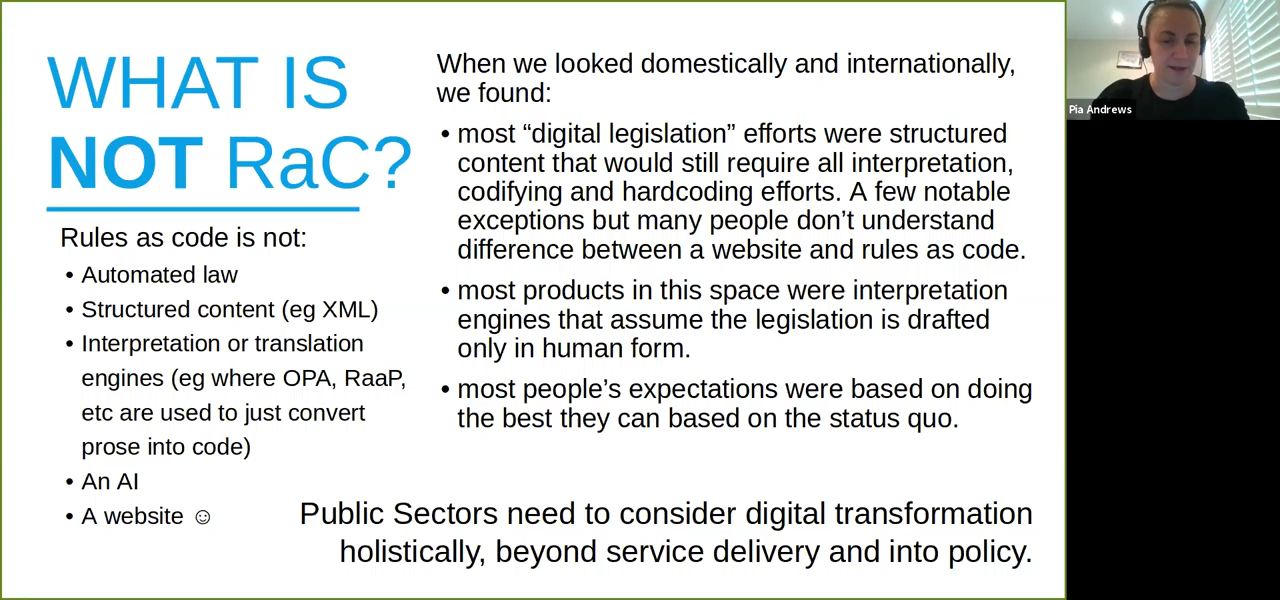 WHAT IS
NOT RaC?
Rules as code is not:
• Automated law
• Structured content (eg XML)
• Interpretation or translation
engines (eg where OPA, RaaP,
etc are used to just convert
prose into code)
• An AI
• A website ☺
When we looked domestically and internationally,
we found:
• most “digital legislation” efforts were structured
content that would still require all interpretation,
codifying and hardcoding efforts. A few notable
exceptions but many people don’t understand
difference between a website and rules as code.
• most products in this space were interpretation
engines that assume the legislation is drafted
only in human form.
• most people’s expectations were based on doing
the best they can based on the status quo.
Public Sectors need to consider digital transformation
holistically, beyond service delivery and into policy.
Pia Andrews